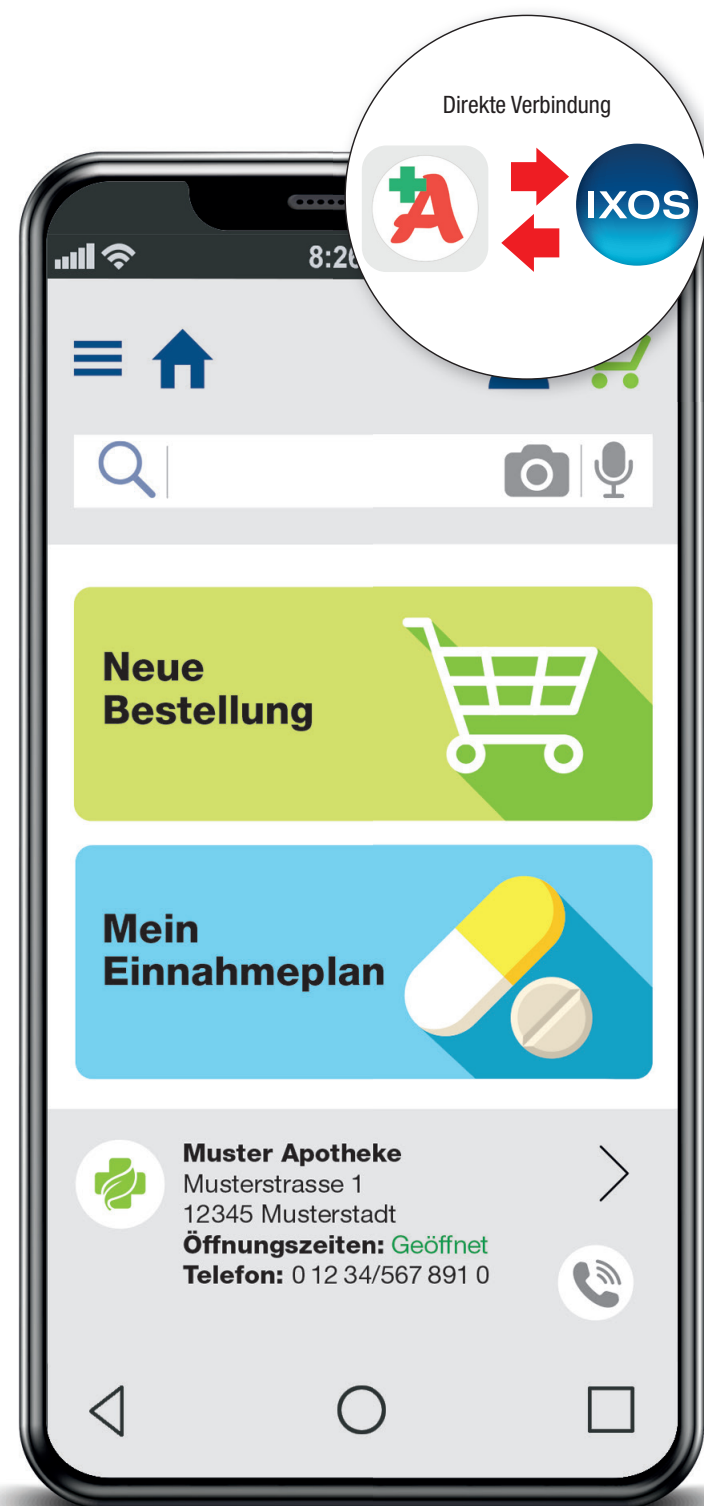 Direkte Verbindung
A
IXOS
8:26
Neue
Bestellung
Mein
Einnahmeplan
Muster Apotheke
Musterstrasse 1
12345 Musterstadt
Öffnungszeiten: Geöffnet
Telefon: 0 12 34/567 891 0